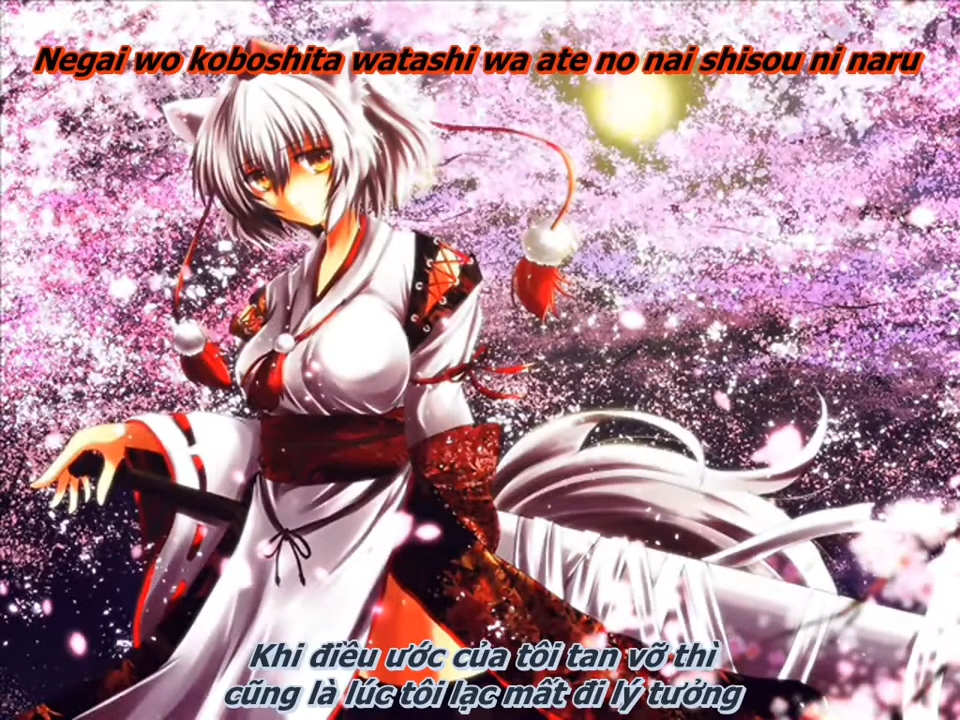 Negai wo koboshita watashi wa ate no nai shisou ni naru
Khi điều ước của tôi tan vỡ thì
cũng là lúc tôi lạc mất đi lý tưởng